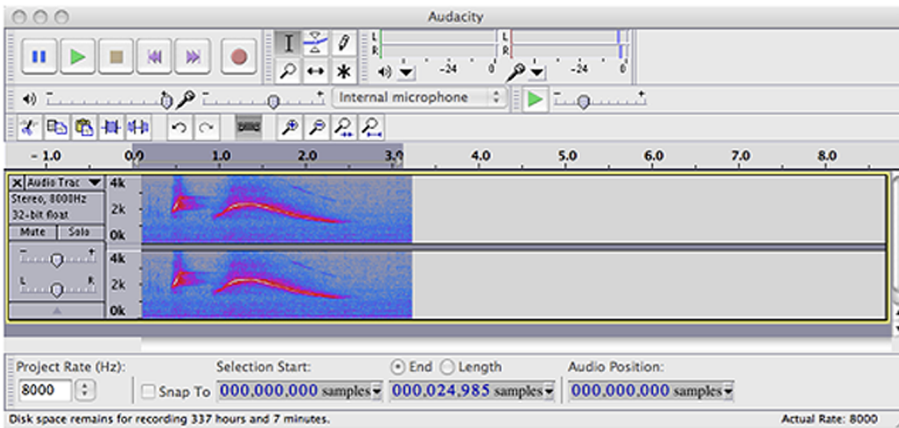 Audacity
L
R
-24 0
L
R
-24 0
Internal microphone
- 1.0 0.0 1.0 2.0 3.0 4.0 5.0 6.0 7.0 8.0
X Audio Trac
Stereo, 8000Hz
32-bit float
Mute Solo
- +
L R
4k
2k
0k
4k
2k
0k
Project Rate (Hz): Selection Start: End Length Audio Position:
8000 Snap To 000,000,000 samples 000,024,985 samples 000,000,000 samples
Disk space remains for recording 337 hours and 7 minutes. Actual Rate: 8000